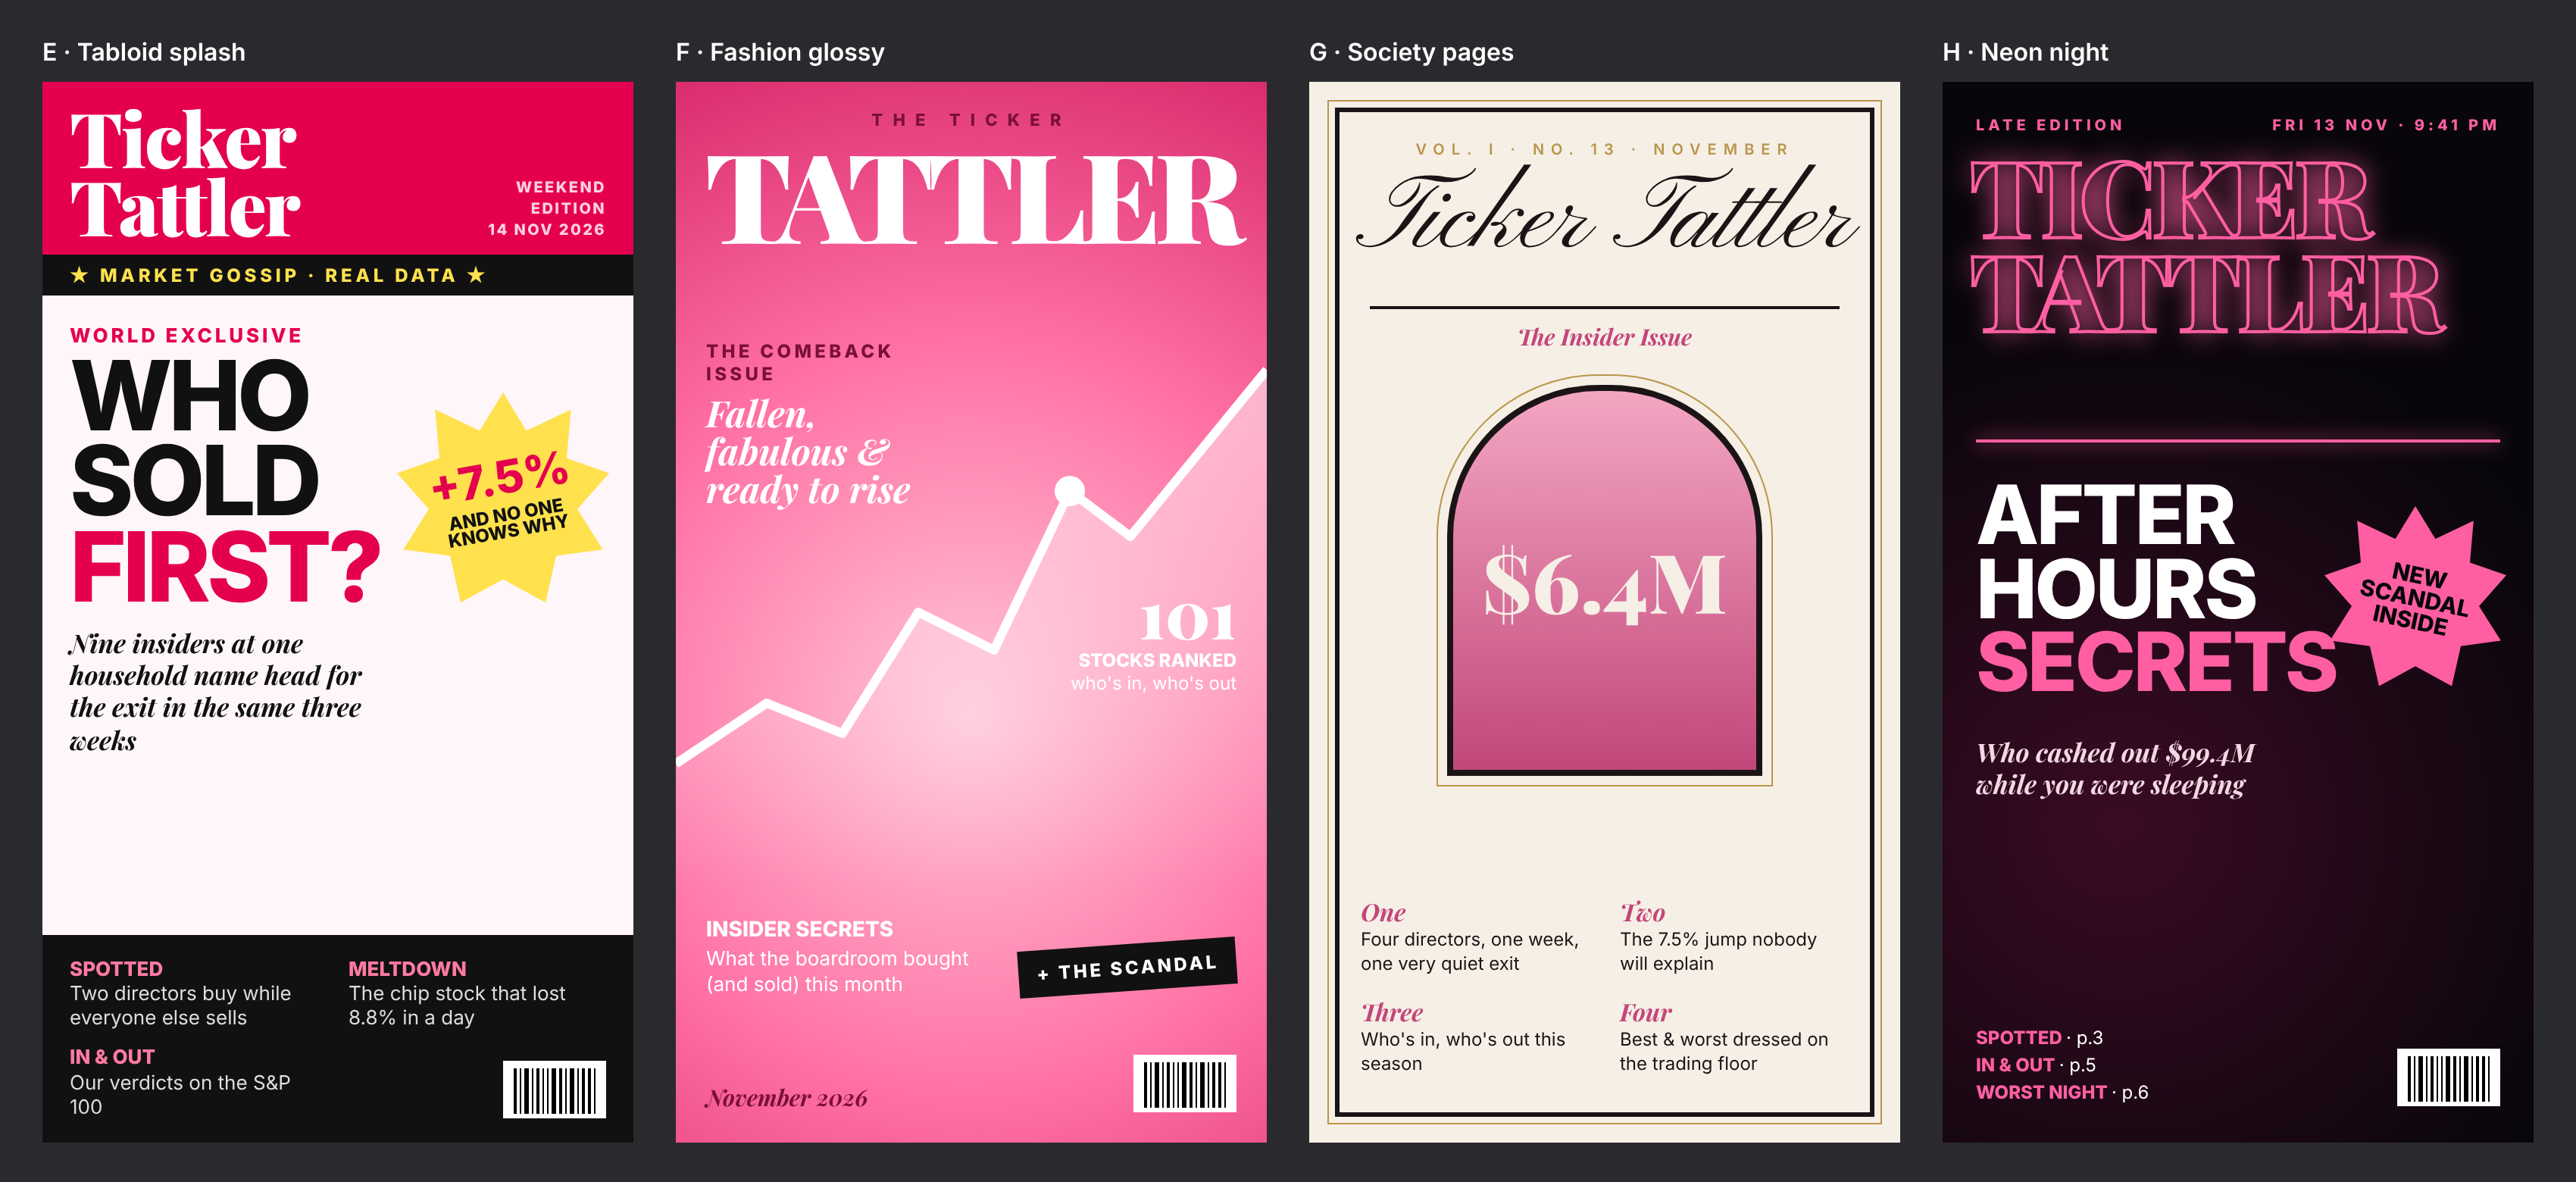 E · Tabloid splash
Ticker
Tattler
WEEKEND
EDITION
14 NOV 2026
★ MARKET GOSSIP · REAL DATA ★
WORLD EXCLUSIVE
WHO
SOLD
FIRST?
+7.5%
AND NO ONE
KNOWS WHY
Nine insiders at one
household name head for
the exit in the same three
weeks
SPOTTED
Two directors buy while
everyone else sells
MELTDOWN
The chip stock that lost
8.8% in a day
IN & OUT
Our verdicts on the S&P
100
F · Fashion glossy
THE TICKER
TATTLER
THE COMEBACK
ISSUE
Fallen,
fabulous &
ready to rise
101
STOCKS RANKED
who's in, who's out
INSIDER SECRETS
What the boardroom bought
(and sold) this month
+ THE SCANDAL
November 2026
G · Society pages
VOL. I · NO. 13 · NOVEMBER
Ticker Tattler
The Insider Issue
$6.4M
One
Four directors, one week,
one very quiet exit
Two
The 7.5% jump nobody
will explain
Three
Who's in, who's out this
season
Four
Best & worst dressed on
the trading floor
H · Neon night
LATE EDITION
FRI 13 NOV · 9:41 PM
TICKER
TATTLER
AFTER
HOURS
SECRETS
NEW
SCANDAL
INSIDE
Who cashed out $99.4M
while you were sleeping
SPOTTED · p.3
IN & OUT · p.5
WORST NIGHT · p.6